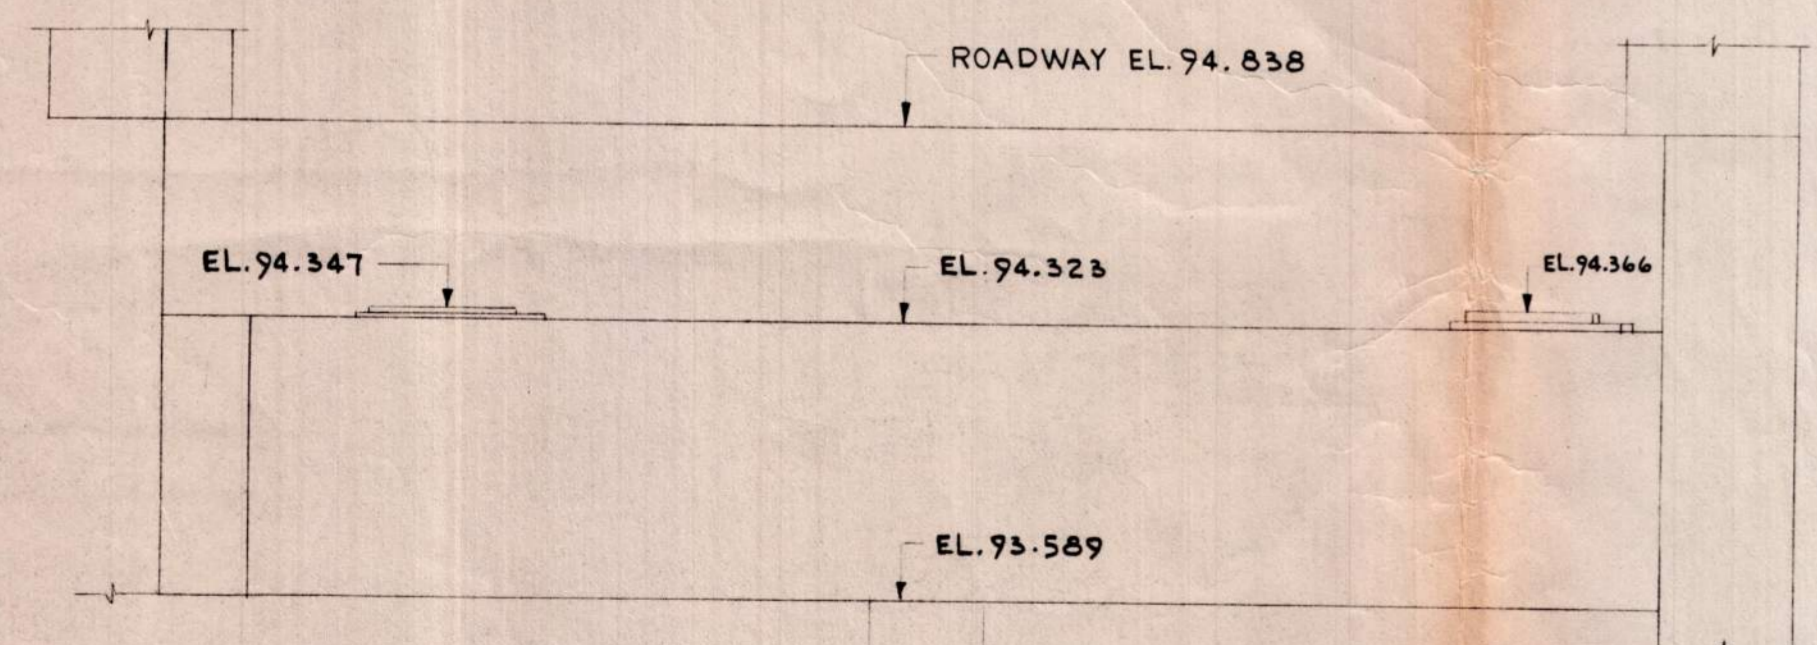 ROADWAY EL. 94.838
EL. 94.347
EL. 94.323
EL. 94.366
EL. 93.589